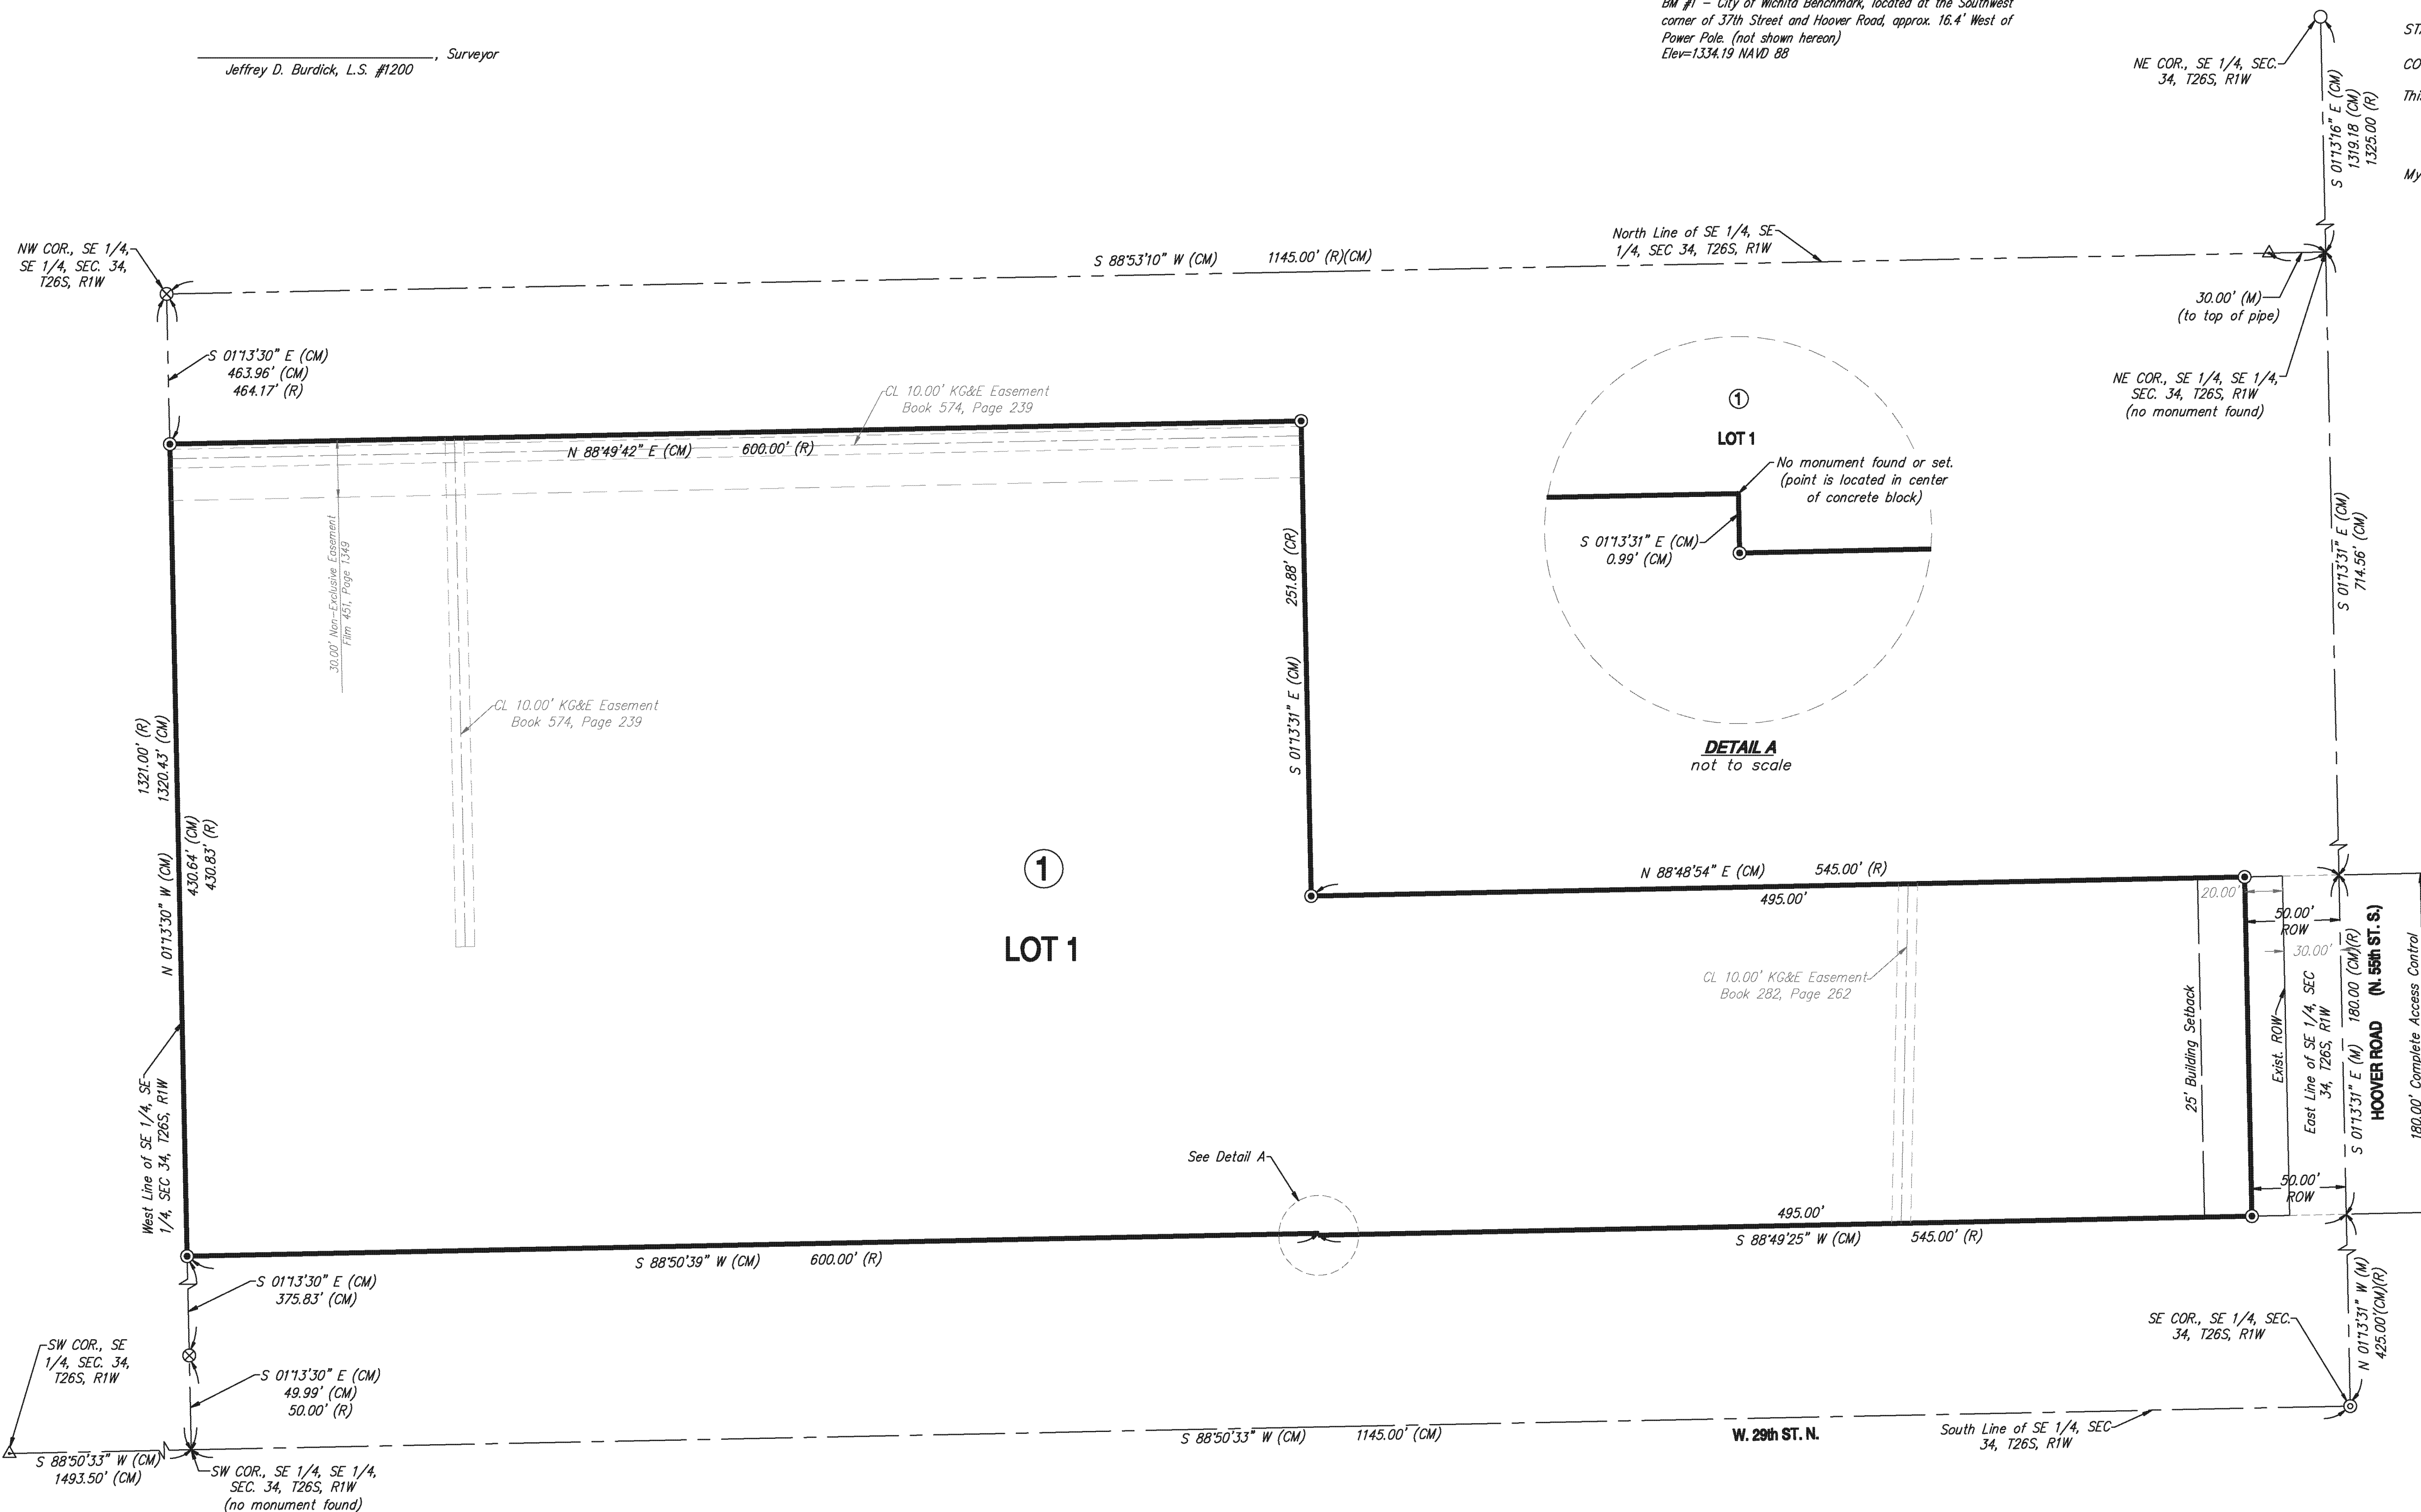 BM #1 – City of Wichita Benchmark, located at the Southwest
corner of 37th Street and Hoover Road, approx. 16.4' West of
Power Pole. (not shown hereon)
Elev=1334.19 NAVD 88
, Surveyor
Jeffrey D. Burdick, L.S. #1200
NE COR., SE 1/4, SEC.
34, T26S, R1W
S 01°13'16" E (CM)
1319.18 (CM)
1325.00 (R)
CO
My
NW COR., SE 1/4,
SE 1/4, SEC. 34,
T26S, R1W
S 88°53'10" W (CM) 1145.00' (R)(CM)
North Line of SE 1/4, SE
1/4, SEC 34, T26S, R1W
30.00' (M)
(to top of pipe)
S 01°13'30" E (CM)
463.96' (CM)
464.17' (R)
CL 10.00' KG&E Easement
Book 574, Page 239
N 88°49'42" E (CM) 600.00' (R)
NE COR., SE 1/4, SE 1/4,
SEC. 34, T26S, R1W
(no monument found)
1
LOT 1
No monument found or set.
(point is located in center
of concrete block)
S 01°13'31" E (CM)
0.99' (CM)
DETAIL A
not to scale
30.00' Non-Exclusive Easement
Film 451, Page 1349
CL 10.00' KG&E Easement
Book 574, Page 239
S 01°13'31" E (CM) 251.88' (CR)
S 01°13'31" E (CM)
714.56' (CM)
1321.00' (R)
1320.43' (CM)
N 01°13'30" W (CM)
430.64' (CM)
430.83' (R)
1
LOT 1
N 88°48'54" E (CM) 545.00' (R)
495.00'
20.00'
50.00'
ROW
30.00'
CL 10.00' KG&E Easement
Book 282, Page 262
25' Building Setback
Exist. ROW
East Line of SE 1/4, SEC
34, T26S, R1W
S 01°13'31" E (M) 180.00 (CM)(R)
HOOVER ROAD (N. 55th ST. S.)
180.00' Complete Access Control
West Line of SE 1/4, SE
1/4, SEC 34, T26S, R1W
See Detail A
50.00'
ROW
495.00'
S 88°49'25" W (CM) 545.00' (R)
S 88°50'39" W (CM) 600.00' (R)
S 01°13'30" E (CM)
375.83' (CM)
N 01°13'31" W (M)
425.00'(CM)(R)
SE COR., SE 1/4, SEC.
34, T26S, R1W
SW COR., SE
1/4, SEC. 34,
T26S, R1W
S 01°13'30" E (CM)
49.99' (CM)
50.00' (R)
S 88°50'33" W (CM) 1145.00' (CM)
W. 29th ST. N.
South Line of SE 1/4, SEC
34, T26S, R1W
S 88°50'33" W (CM)
1493.50' (CM)
SW COR., SE 1/4, SE 1/4,
SEC. 34, T26S, R1W
(no monument found)